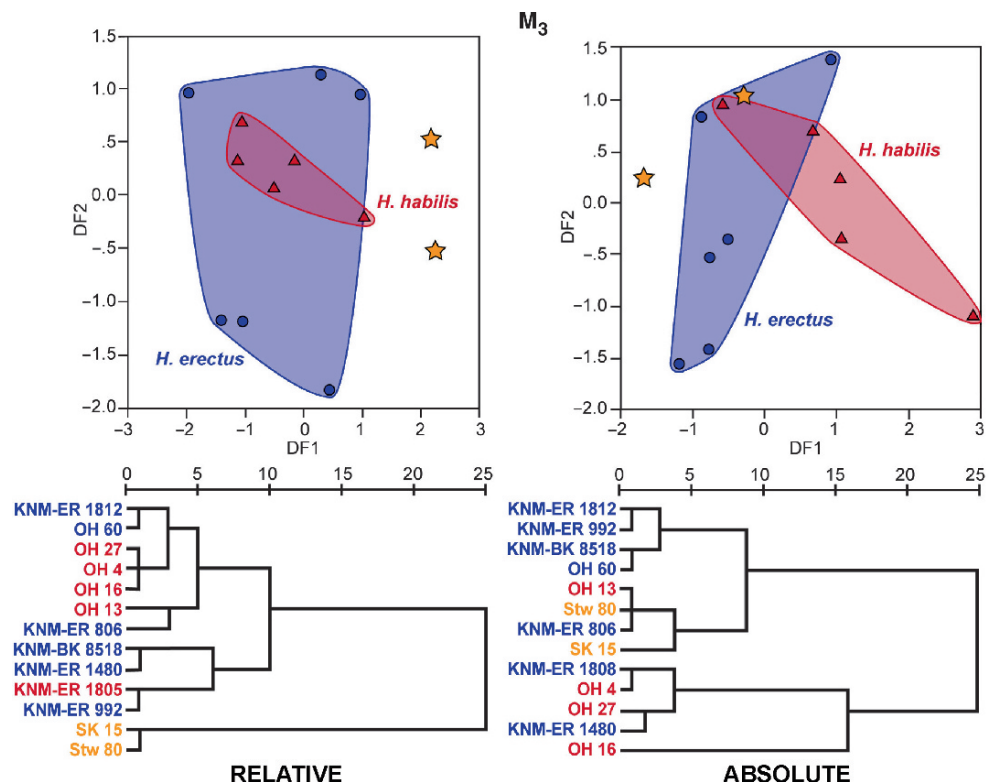 M3
1.5
1.0
.5
0.0
−.5
−1.0
−1.5
−2.0
DF2
−3
−2
−1
0
1
2
3
DF1
H. habilis
H. erectus
1.5
1.0
.5
0.0
−.5
−1.0
−1.5
−2.0
DF2
−2
−1
0
1
2
3
DF1
H. habilis
H. erectus
0 5 10 15 20 25
KNM-ER 1812
OH 60
OH 27
OH 4
OH 16
OH 13
KNM-ER 806
KNM-BK 8518
KNM-ER 1480
KNM-ER 1805
KNM-ER 992
SK 15
Stw 80
RELATIVE
0 5 10 15 20 25
KNM-ER 1812
KNM-ER 992
KNM-BK 8518
OH 60
OH 13
Stw 80
KNM-ER 806
SK 15
KNM-ER 1808
OH 4
OH 27
KNM-ER 1480
OH 16
ABSOLUTE